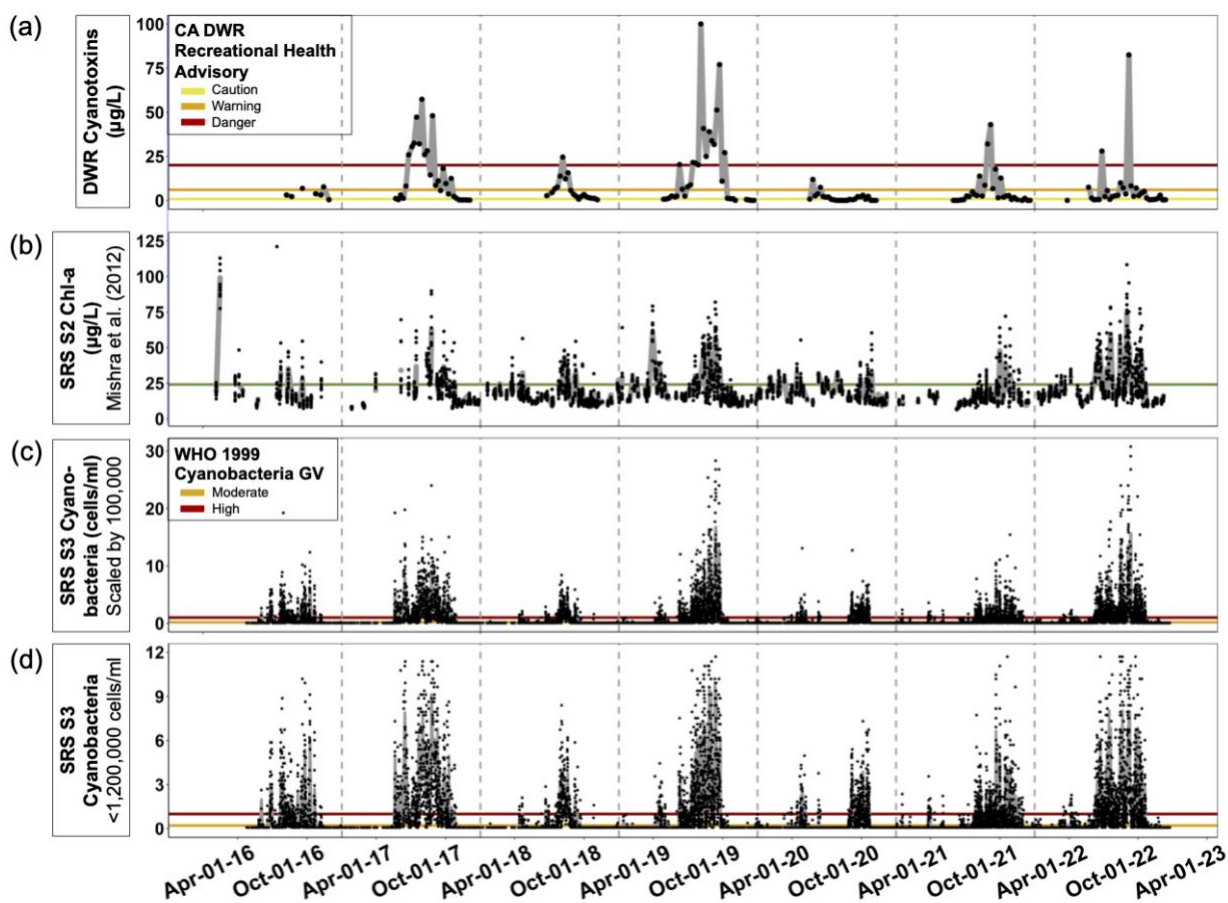 (a)
DWR Cyanotoxins
(µg/L)
100
75
50
25
0
CA DWR
Recreational Health
Advisory
Caution
Warning
Danger
(b)
SRS S2 Chl-a
(µg/L)
Mishra et al. (2012)
125
100
75
50
25
0
(c)
SRS S3 Cyano-
bacteria (cells/ml)
Scaled by 100,000
30
20
10
0
WHO 1999
Cyanobacteria GV
Moderate
High
(d)
SRS S3
Cyanobacteria
<1,200,000 cells/ml
12
9
6
3
0
Apr-01-16
Oct-01-16
Apr-01-17
Oct-01-17
Apr-01-18
Oct-01-18
Apr-01-19
Oct-01-19
Apr-01-20
Oct-01-20
Apr-01-21
Oct-01-21
Apr-01-22
Oct-01-22
Apr-01-23